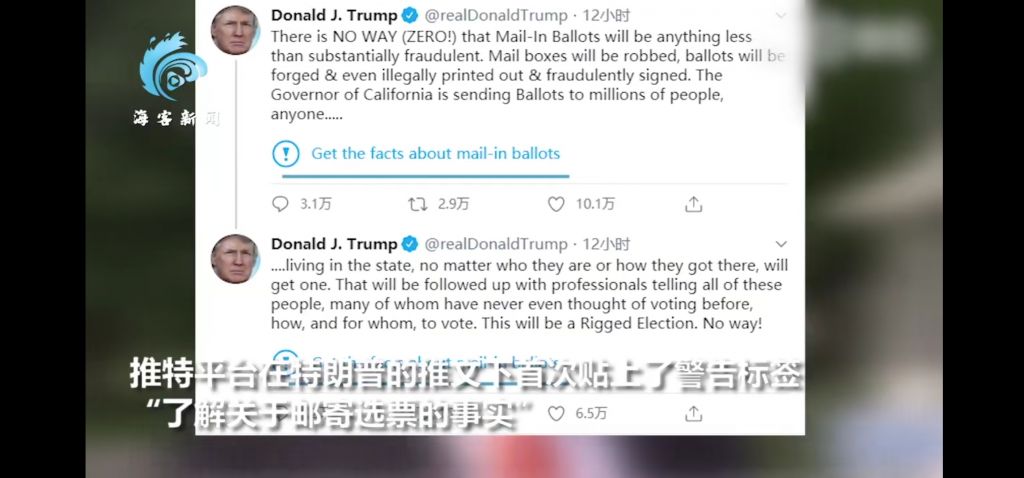 Donald J. Trump @realDonaldTrump · 12小时
There is NO WAY (ZERO!) that Mail-In Ballots will be anything less
than substantially fraudulent. Mail boxes will be robbed, ballots will be
forged & even illegally printed out & fraudulently signed. The
Governor of California is sending Ballots to millions of people,
anyone.....
海客新闻
Get the facts about mail-in ballots
3.1万 2.9万 10.1万
Donald J. Trump @realDonaldTrump · 12小时
....living in the state, no matter who they are or how they got there, will
get one. That will be followed up with professionals telling all of these
people, many of whom have never even thought of voting before,
how, and for whom, to vote. This will be a Rigged Election. No way!
推特平台在特朗普的推文下首次贴上了警告标签
“了解关于邮寄选票的事实”
6.5万